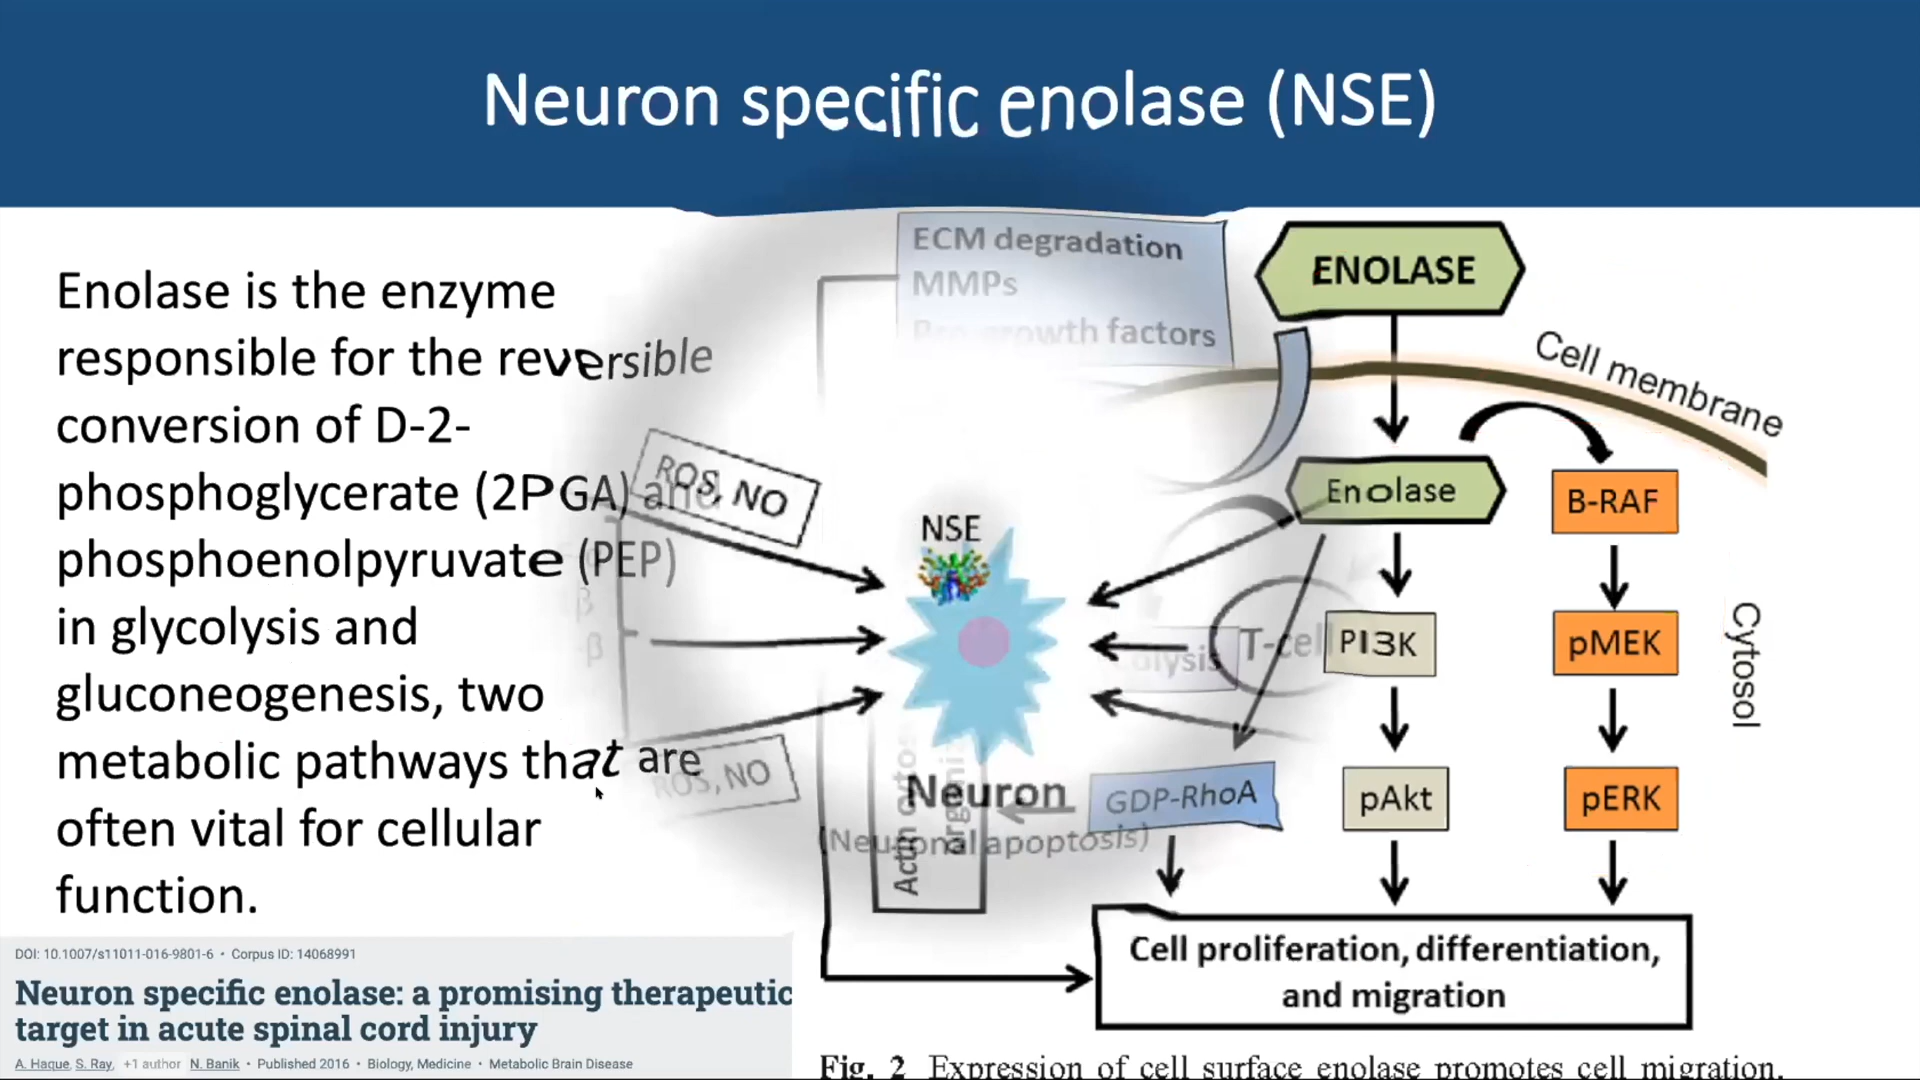 Neuron specific enolase (NSE)
Enolase is the enzyme
responsible for the reversible
conversion of D-2-
phosphoglycerate (2PGA) and
phosphoenolpyruvate (PEP)
in glycolysis and
gluconeogenesis, two
metabolic pathways that are
often vital for cellular
function.
DOI: 10.1007/s11011-016-9801-6 • Corpus ID: 14068991
Neuron specific enolase: a promising therapeutic
target in acute spinal cord injury
A. Haque, S. Ray, +1 author N. Banik • Published 2016 • Biology, Medicine • Metabolic Brain Disease
ECM degradation
MMPs
growth factors
ENOLASE
Cell membrane
ROS, NO
NSE
Enolase
B-RAF
β
β
T-cell
PI3K
pMEK
Cytosol
ROS, NO
Neuron
(Neuronal apoptosis)
Actin
GDP-RhoA
pAkt
pERK
Cell proliferation, differentiation,
and migration
Fig. 2 Expression of cell surface enolase promotes cell migration.